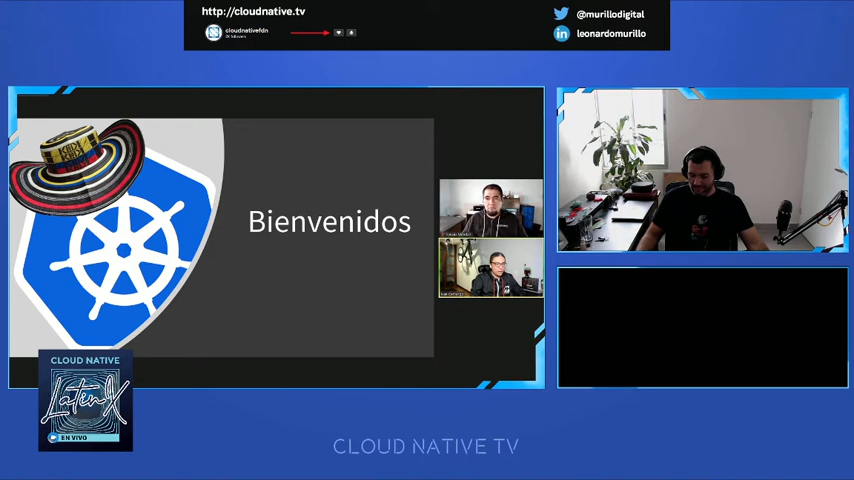 http://cloudnative.tv
cloudnativefdn
@murillodigital
leonardomurillo
Bienvenidos
CLOUD NATIVE
LatinX
EN VIVO
CLOUD NATIVE TV